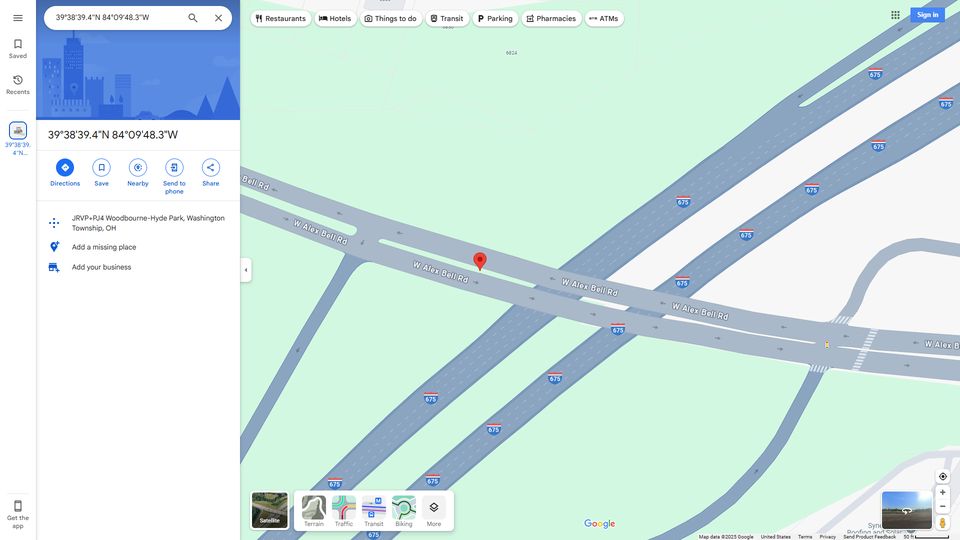 39°38'39.4"N 84°09'48.3"W
Restaurants
Hotels
Things to do
Transit
Parking
Pharmacies
ATMs
Sign in
Saved
Recents
39°38'39.
4"N...
39°38'39.4"N 84°09'48.3"W
Directions
Save
Nearby
Send to
phone
Share
JRVP+PJ4 Woodbourne-Hyde Park, Washington
Township, OH
Add a missing place
Add your business
Get the
app
6824
675
675
675
675
675
675
675
675
675
675
675
675
675
675
Bell Rd
W Alex Bell Rd
W Alex Bell Rd
W Alex Bell Rd
W Alex Bell Rd
W Alex B
Satellite
Terrain
Traffic
Transit
Biking
More
Google
Map data ©2025 Google
United States
Terms
Privacy
Send Product Feedback
50 ft